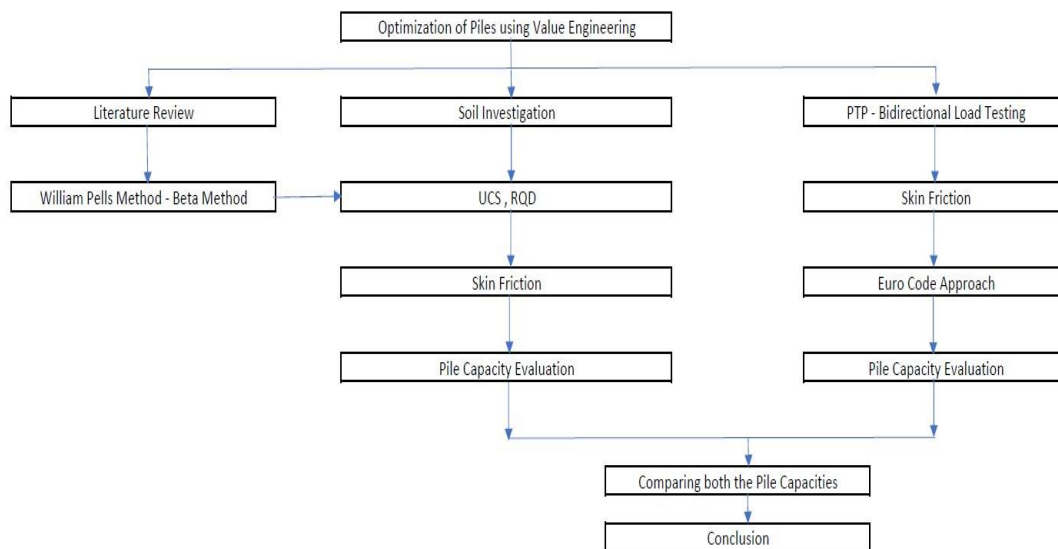 Optimization of Piles using Value Engineering
Literature Review
Soil Investigation
PTP - Bidirectional Load Testing
William Pells Method - Beta Method
UCS , RQD
Skin Friction
Skin Friction
Euro Code Approach
Pile Capacity Evaluation
Pile Capacity Evaluation
Comparing both the Pile Capacities
Conclusion